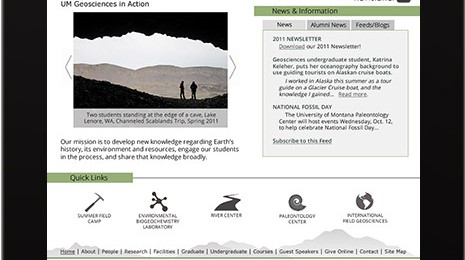 UM Geosciences in Action
Two students standing at the edge of a cave, Lake
Lenore, WA, Channeled Scablands Trip, Spring 2011
Our mission is to develop new knowledge regarding Earth's
history, its environment and resources, engage our students
in the process, and share that knowledge broadly.
News & Information
News Alumni News Feeds/Blogs
2011 NEWSLETTER
Download our 2011 Newsletter!
Geosciences undergraduate student, Katrina
Keleher, put her oceanography background to
use guiding tourists on Alaskan cruise boats.
I worked in Alaska this summer as a tour
guide on a Glacier Cruise boat, and the
knowledge I gained... Read more.
NATIONAL FOSSIL DAY
The University of Montana Paleontology
Center will host events Wednesday, Oct. 12,
to help celebrate National Fossil Day...
Subscribe to this Feed
Quick Links
SUMMER FIELD
CAMP
ENVIRONMENTAL
BIOGEOCHEMISTRY
LABORATORY
RIVER CENTER
PALEONTOLOGY
CENTER
INTERNATIONAL
FIELD GEOSCIENCES
Home | About | People | Research | Facilities | Graduate | Undergraduate | Courses | Guest Speakers | Give Online | Contact | Site Map